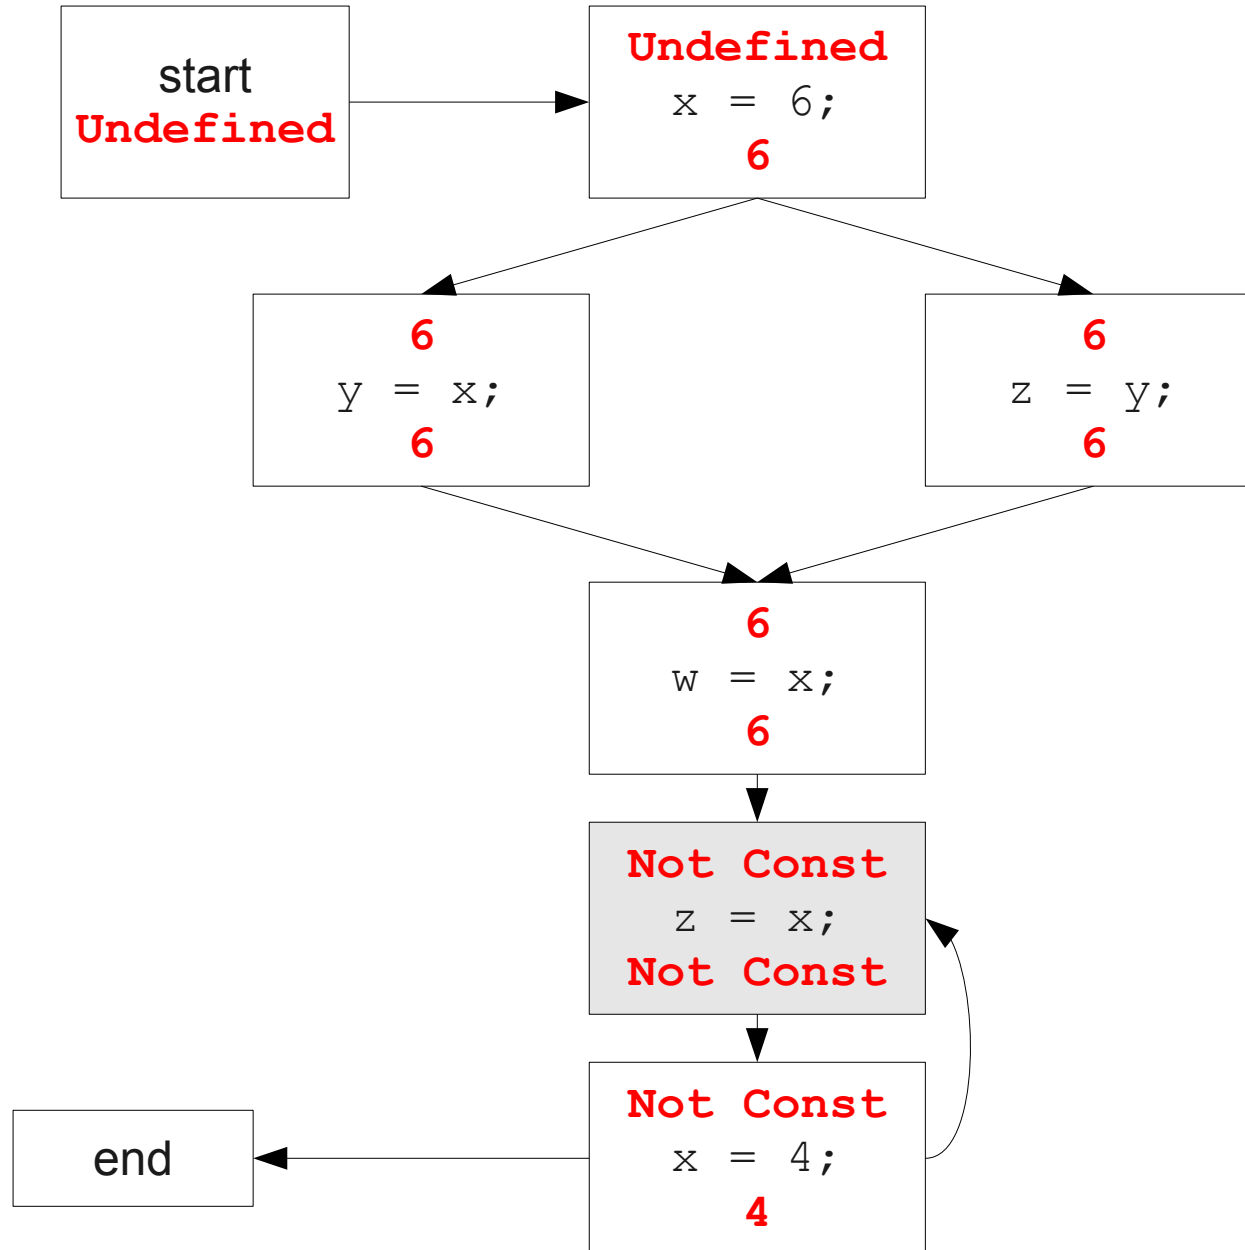 start
Undefined
Undefined
x = 6;
6
6
y = x;
6
6
z = y;
6
6
w = x;
6
Not Const
z = x;
Not Const
Not Const
x = 4;
4
end